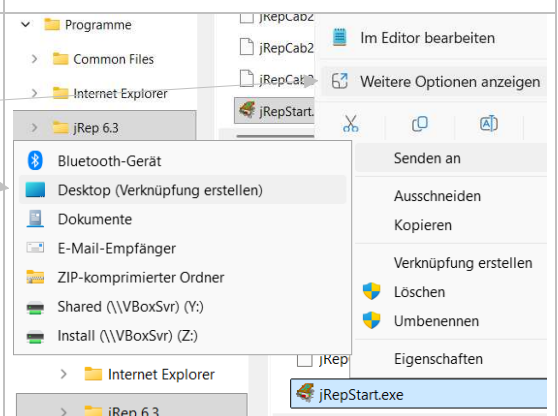 Programme
Common Files
Internet Explorer
jRep 6.3
jRepCab2
jRepCab2
jRepStart.
Im Editor bearbeiten
Weitere Optionen anzeigen
Senden an
Ausschneiden
Kopieren
Verknüpfung erstellen
Löschen
Umbenennen
Eigenschaften
Bluetooth-Gerät
Desktop (Verknüpfung erstellen)
Dokumente
E-Mail-Empfänger
ZIP-komprimierter Ordner
Shared (\\VBoxSvr) (Y:)
Install (\\VBoxSvr) (Z:)
Internet Explorer
jRep 6.3
jRepStart.exe